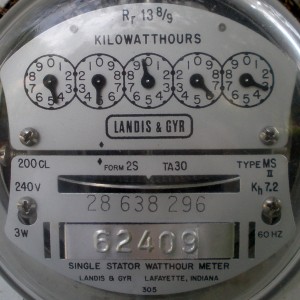 Rr 13 8/9
KILOWATTHOURS
LANDIS & GYR
200 CL FORM 2S TA30 TYPE MS II
240 V Kh 7.2
28 638 296
3W 62409 60 HZ
SINGLE STATOR WATTHOUR METER
LANDIS & GYR LAFAYETTE, INDIANA
305